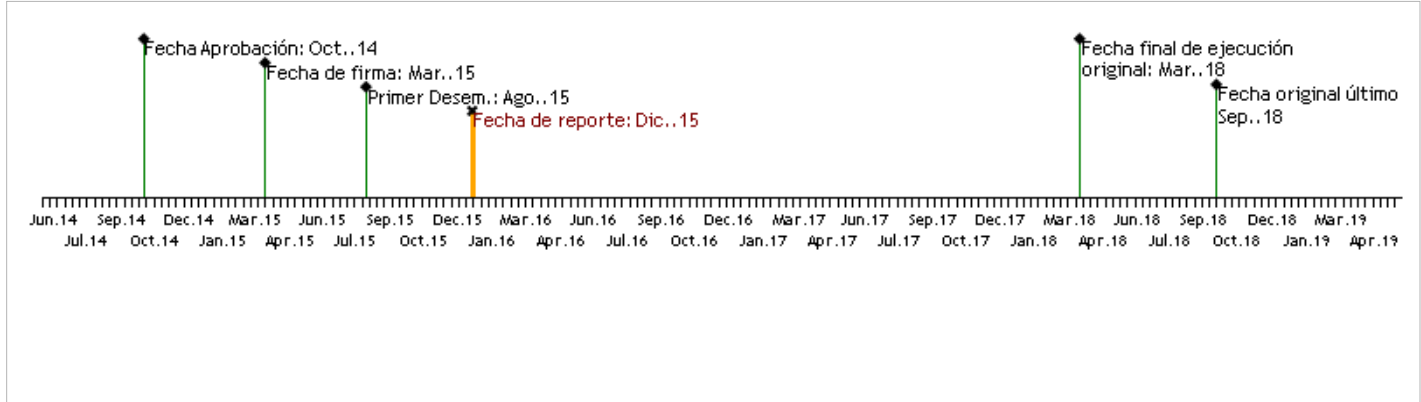 Fecha Aprobación: Oct..14
Fecha de firma: Mar..15
Primer Desem.: Ago..15
Fecha de reporte: Dic..15
Fecha final de ejecución
original: Mar..18
Fecha original último
Sep..18
Jun.14 Sep.14 Dec.14 Mar.15 Jun.15 Sep.15 Dec.15 Mar.16 Jun.16 Sep.16 Dec.16 Mar.17 Jun.17 Sep.17 Dec.17 Mar.18 Jun.18 Sep.18 Dec.18 Mar.19
Jul.14 Oct.14 Jan.15 Apr.15 Jul.15 Oct.15 Jan.16 Apr.16 Jul.16 Oct.16 Jan.17 Apr.17 Jul.17 Oct.17 Jan.18 Apr.18 Jul.18 Oct.18 Jan.19 Apr.19